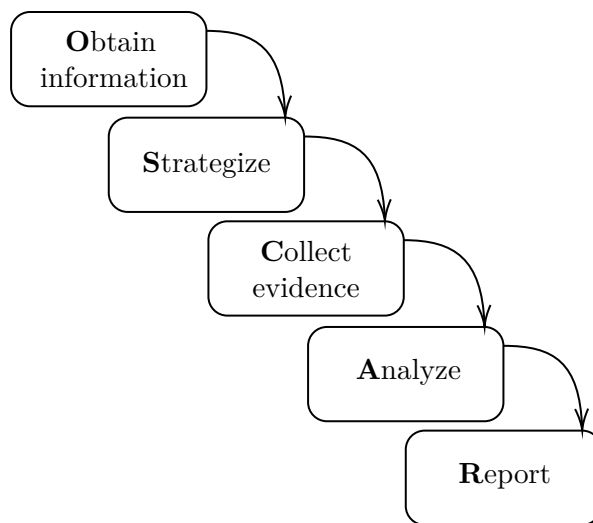 Obtain
information
Strategize
Collect
evidence
Analyze
Report